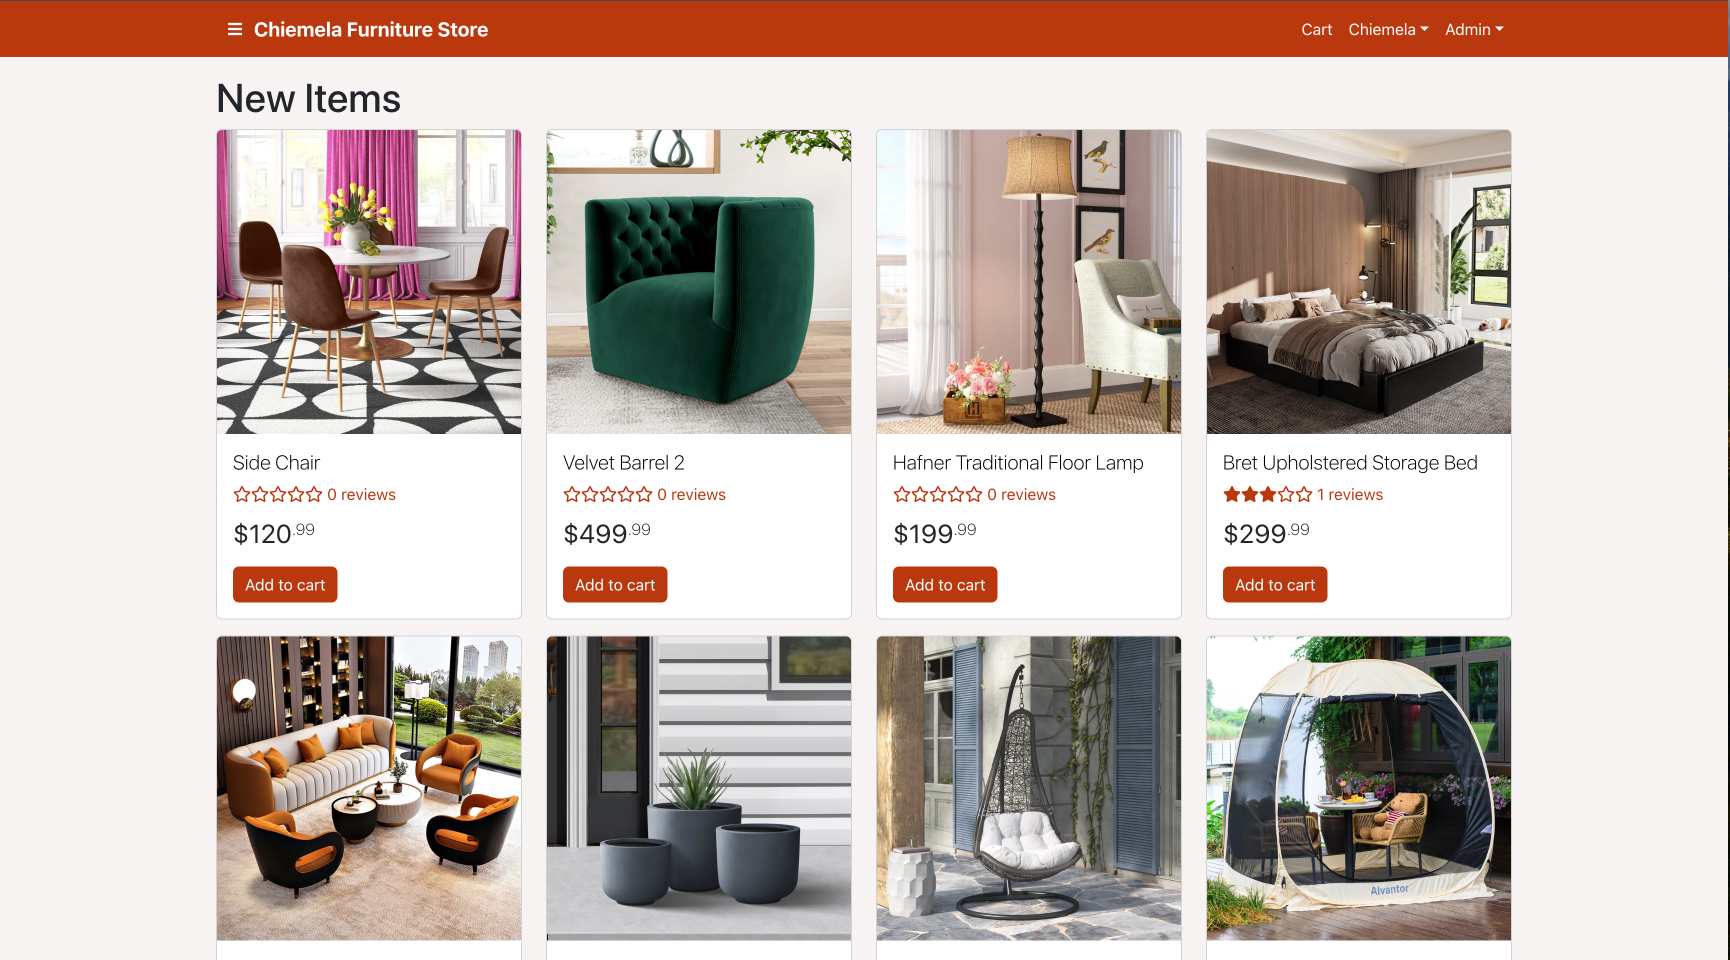 Chiemela Furniture Store
Cart Chiemela Admin
New Items
Side Chair
0 reviews
$120.99
Add to cart
Velvet Barrel 2
0 reviews
$499.99
Add to cart
Hafner Traditional Floor Lamp
0 reviews
$199.99
Add to cart
Bret Upholstered Storage Bed
1 reviews
$299.99
Add to cart
Alvantor